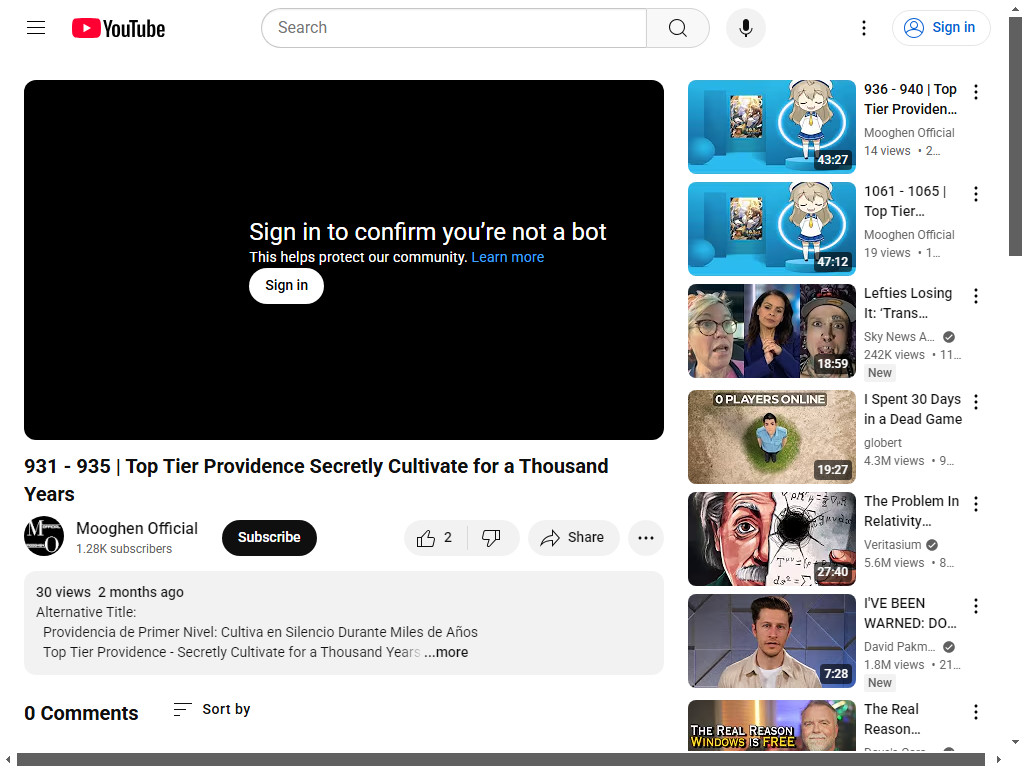 YouTube
Search
Sign in
Sign in to confirm you’re not a bot
This helps protect our community. Learn more
Sign in
931 - 935 | Top Tier Providence Secretly Cultivate for a Thousand
Years
Mooghen Official
1.28K subscribers
Subscribe
2
Share
30 views 2 months ago
Alternative Title:
Providencia de Primer Nivel: Cultiva en Silencio Durante Miles de Años
Top Tier Providence - Secretly Cultivate for a Thousand Years ...more
0 Comments
Sort by
43:27
936 - 940 | Top
Tier Providen...
Mooghen Official
14 views • 2...
47:12
1061 - 1065 |
Top Tier...
Mooghen Official
19 views • 1...
18:59
Lefties Losing
It: ‘Trans...
Sky News A...
242K views • 11...
New
0 PLAYERS ONLINE
19:27
I Spent 30 Days
in a Dead Game
globert
4.3M views • 9...
27:40
The Problem In
Relativity...
Veritasium
5.6M views • 8...
7:28
I'VE BEEN
WARNED: DO...
David Pakm...
1.8M views • 21...
New
THE REAL REASON
WINDOWS IS FREE
The Real
Reason...